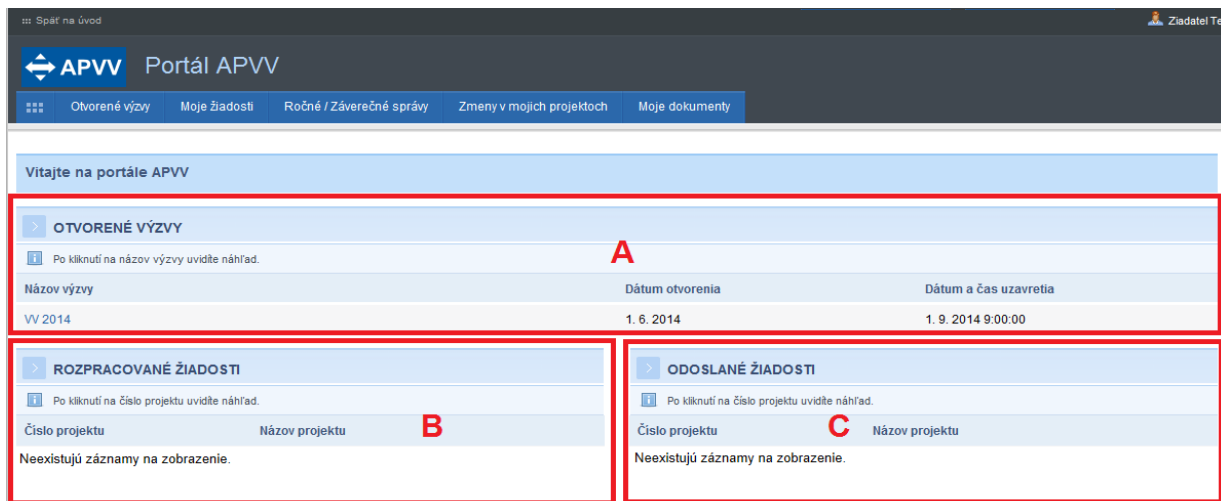 Späť na úvod
Ziadatel Te
APVV Portál APVV
Otvorené výzvy Moje žiadosti Ročné / Záverečné správy Zmeny v mojich projektoch Moje dokumenty
Vitajte na portále APVV
OTVORENÉ VÝZVY
A
Po kliknutí na názov výzvy uvidíte náhľad.
Názov výzvy Dátum otvorenia Dátum a čas uzavretia
VV 2014 1. 6. 2014 1. 9. 2014 9:00:00
ROZPRACOVANÉ ŽIADOSTI
Po kliknutí na číslo projektu uvidíte náhľad.
Číslo projektu Názov projektu
B
Neexistujú záznamy na zobrazenie.
ODOSLANÉ ŽIADOSTI
Po kliknutí na číslo projektu uvidíte náhľad.
Číslo projektu Názov projektu
C
Neexistujú záznamy na zobrazenie.